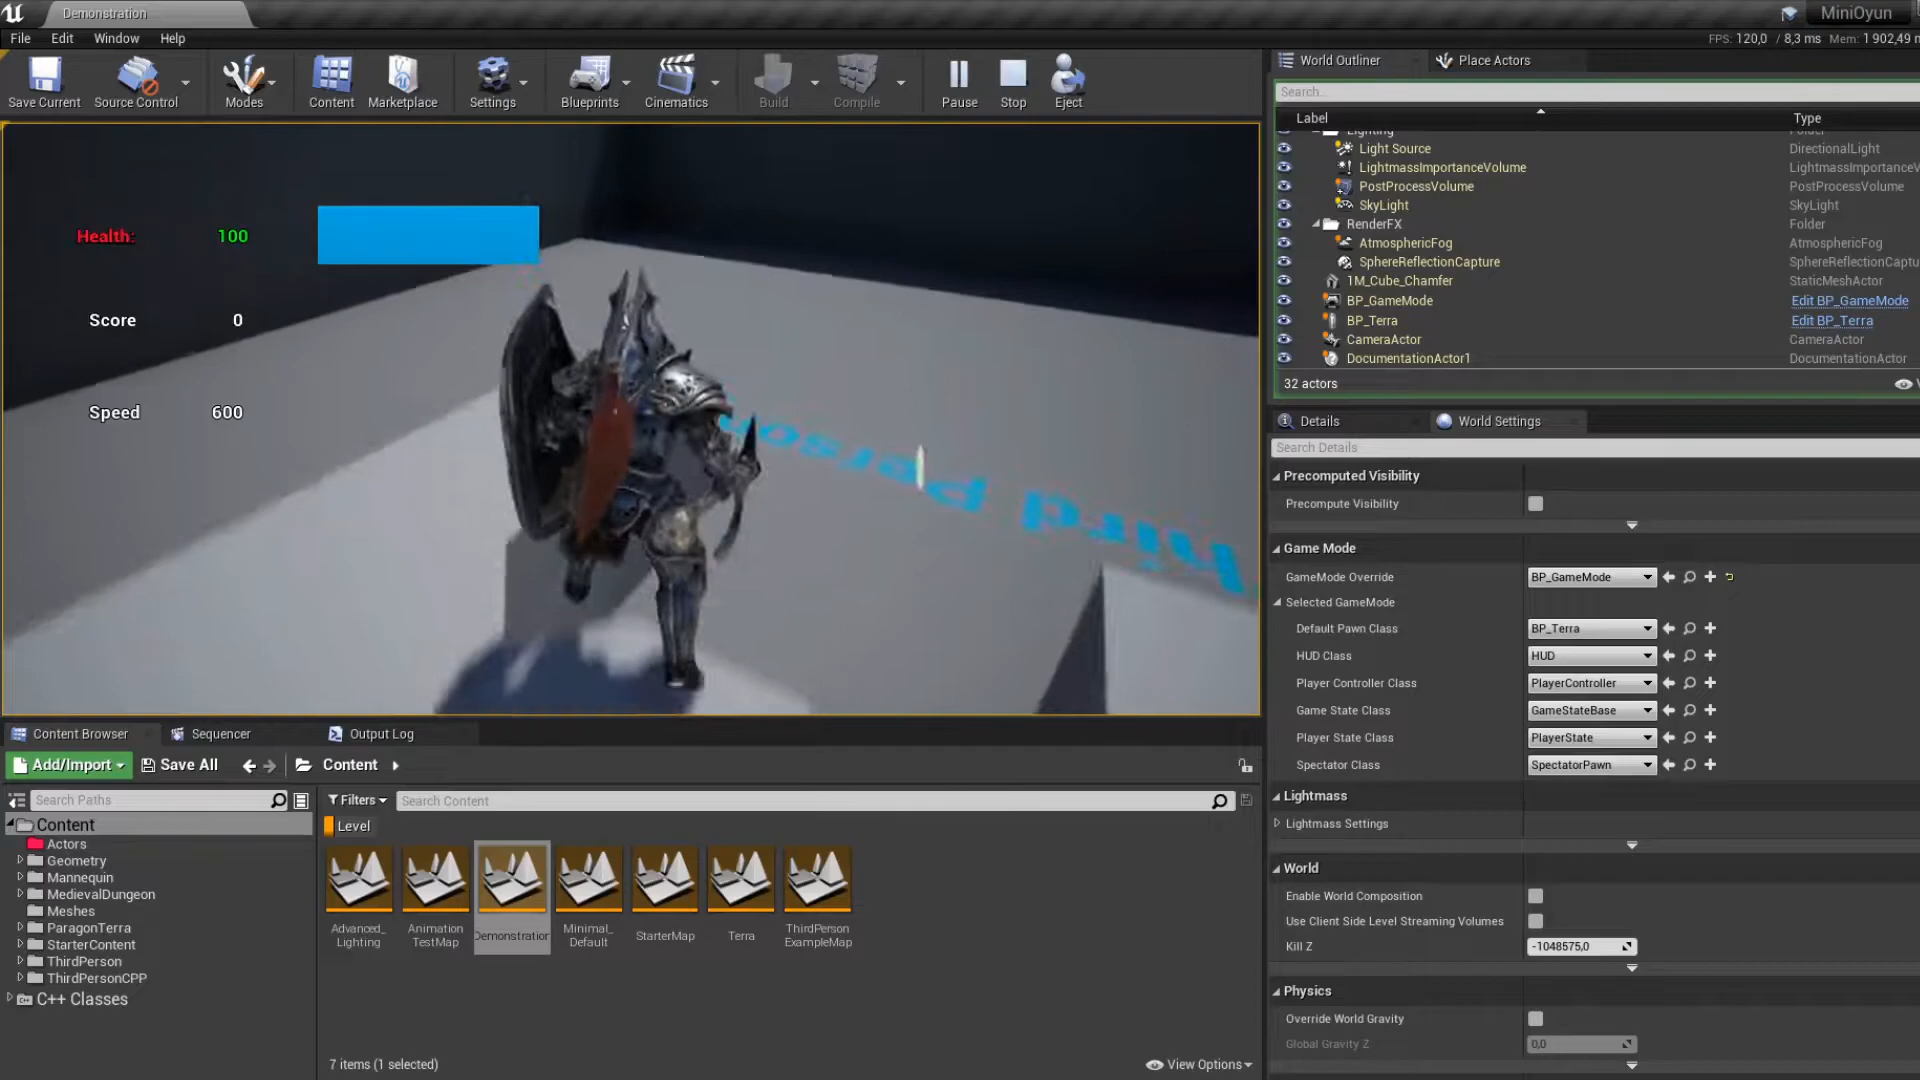 Demonstration
MiniOyun
File Edit Window Help
FPS: 120,0 / 8,3 ms Mem: 1 902,49 m
Save Current Source Control Modes Content Marketplace Settings Blueprints Cinematics Build Compile Pause Stop Eject
World Outliner Place Actors
Search...
Label Type
Lighting Folder
Light Source DirectionalLight
LightmassImportanceVolume LightmassImportanceV
PostProcessVolume PostProcessVolume
SkyLight SkyLight
RenderFX Folder
AtmosphericFog AtmosphericFog
SphereReflectionCapture SphereReflectionCaptu
1M_Cube_Chamfer StaticMeshActor
BP_GameMode Edit BP_GameMode
BP_Terra Edit BP_Terra
CameraActor CameraActor
DocumentationActor1 DocumentationActor
32 actors
Health: 100
Score 0
Speed 600
Third Person
Details World Settings
Search Details
Precomputed Visibility
Precompute Visibility
Game Mode
GameMode Override BP_GameMode
Selected GameMode
Default Pawn Class BP_Terra
HUD Class HUD
Player Controller Class PlayerController
Game State Class GameStateBase
Player State Class PlayerState
Spectator Class SpectatorPawn
Lightmass
Lightmass Settings
World
Enable World Composition
Use Client Side Level Streaming Volumes
Kill Z -1048575,0
Physics
Override World Gravity
Global Gravity Z 0,0
Content Browser Sequencer Output Log
Add/Import Save All Content
Search Paths
Filters Search Content
Content
Actors
Geometry
Mannequin
MedievalDungeon
Meshes
ParagonTerra
StarterContent
ThirdPerson
ThirdPersonCPP
C++ Classes
Level
Advanced_
Lighting
Animation
TestMap
Demonstration
Minimal_
Default
StarterMap
Terra
ThirdPerson
ExampleMap
7 items (1 selected)
View Options